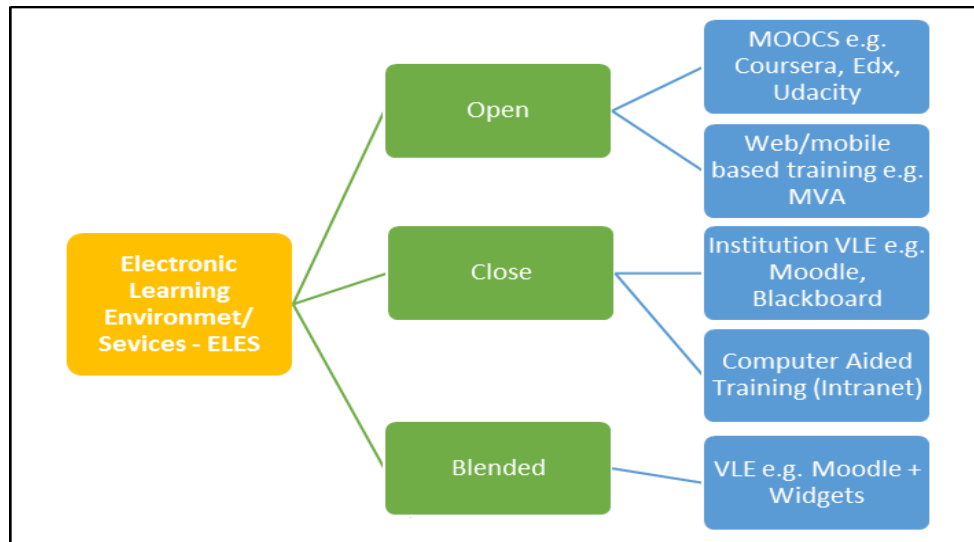 Electronic
Learning
Environmet/
Sevices - ELES
Open
MOOCS e.g.
Coursera, Edx,
Udacity
Web/mobile
based training e.g.
MVA
Close
Institution VLE e.g.
Moodle,
Blackboard
Computer Aided
Training (Intranet)
Blended
VLE e.g. Moodle +
Widgets